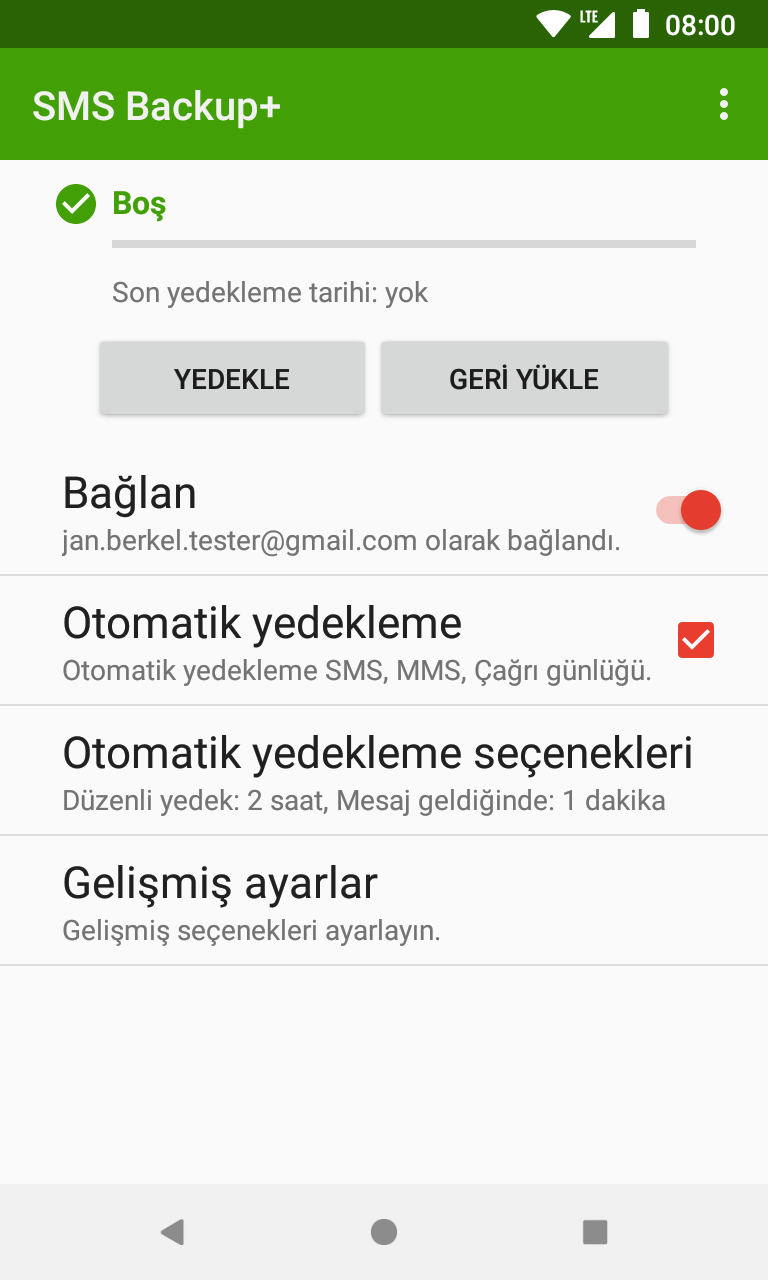 LTE 08:00
SMS Backup+
Boş
Son yedekleme tarihi: yok
YEDEKLE GERİ YÜKLE
Bağlan
jan.berkel.tester@gmail.com olarak bağlandı.
Otomatik yedekleme
Otomatik yedekleme SMS, MMS, Çağrı günlüğü.
Otomatik yedekleme seçenekleri
Düzenli yedek: 2 saat, Mesaj geldiğinde: 1 dakika
Gelişmiş ayarlar
Gelişmiş seçenekleri ayarlayın.